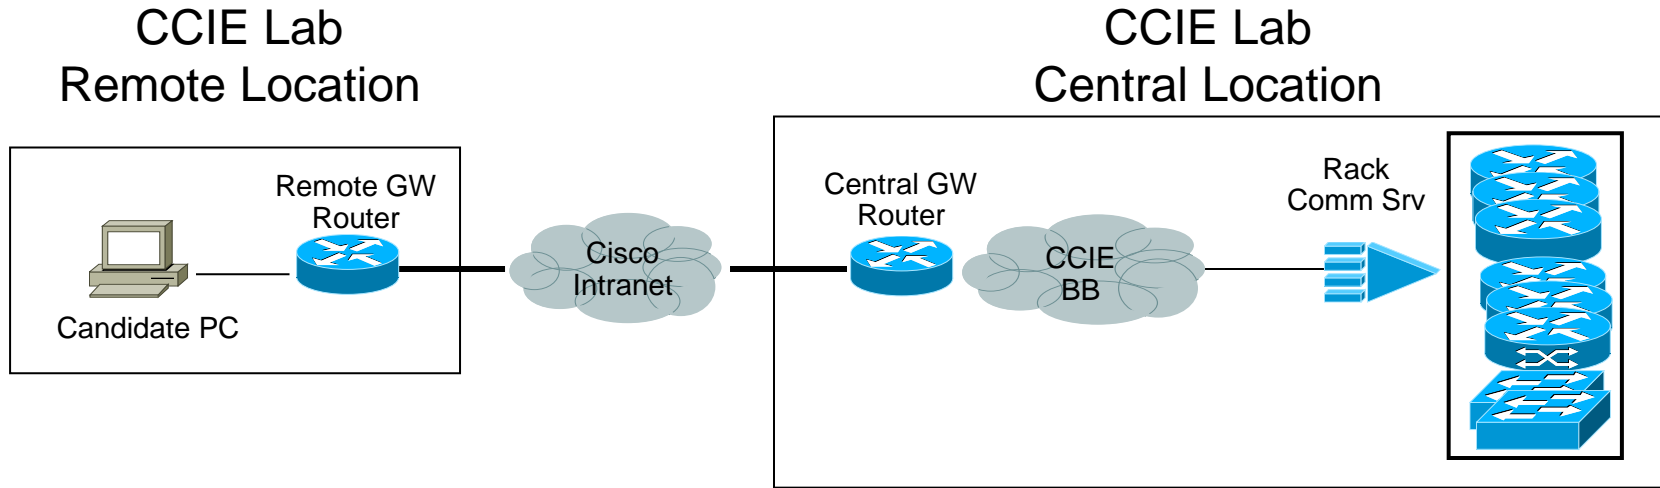 CCIE Lab
Remote Location
CCIE Lab
Central Location
Remote GW
Router
Candidate PC
Cisco
Intranet
Central GW
Router
CCIE
BB
Rack
Comm Srv